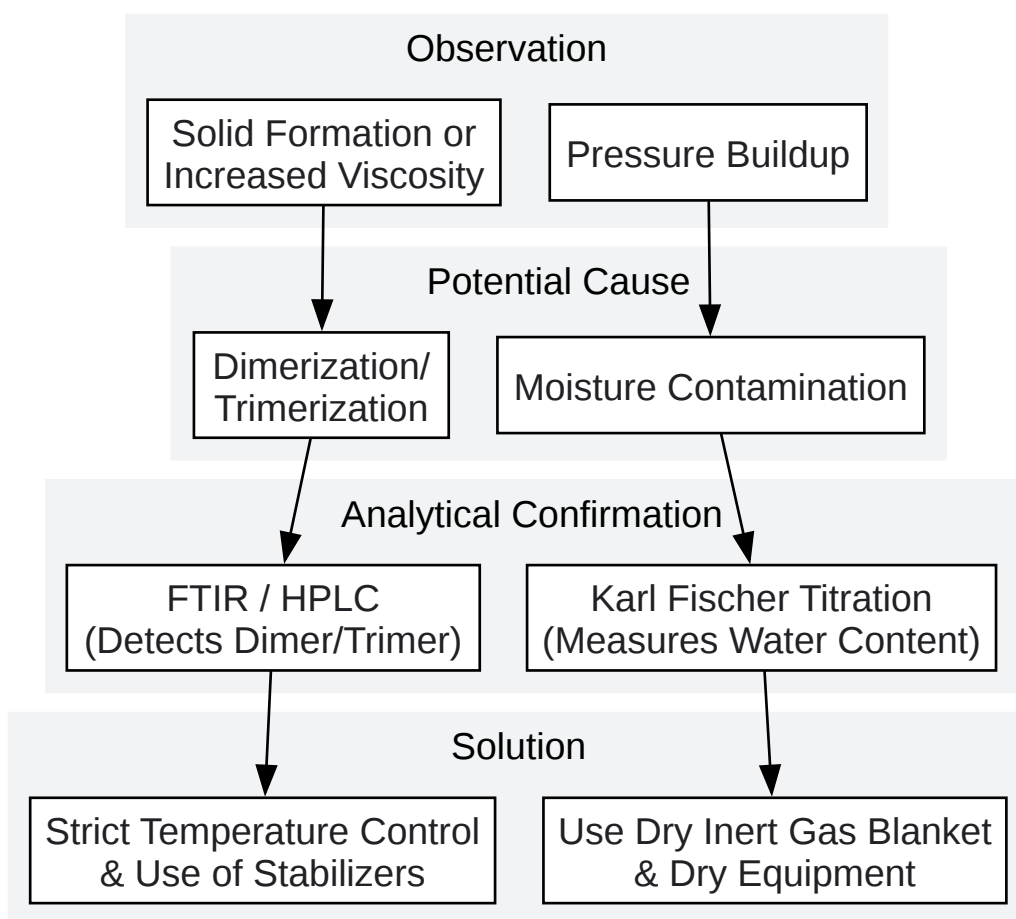 Observation
Solid Formation or
Increased Viscosity
Pressure Buildup
Potential Cause
Dimerization/
Trimerization
Moisture Contamination
Analytical Confirmation
FTIR / HPLC
(Detects Dimer/Trimer)
Karl Fischer Titration
(Measures Water Content)
Solution
Strict Temperature Control
& Use of Stabilizers
Use Dry Inert Gas Blanket
& Dry Equipment